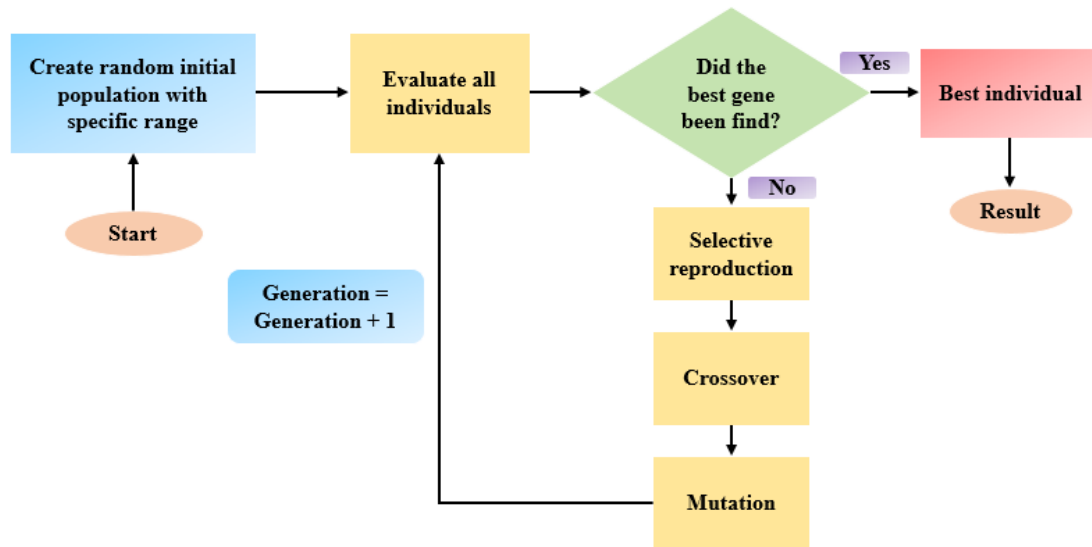 Create random initial
population with
specific range
Evaluate all
individuals
Did the
best gene
been find?
Yes
Best individual
No
Start
Result
Selective
reproduction
Generation =
Generation + 1
Crossover
Mutation